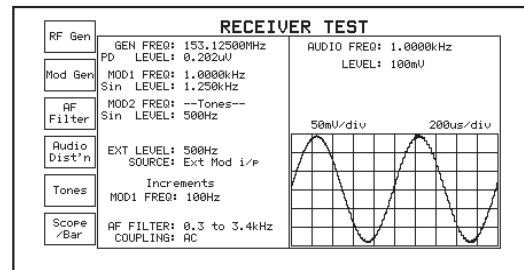 RECEIVER TEST
RF Gen
Mod Gen
AF
Filter
Audio
Dist'n
Tones
Scope
/Bar
GEN FREQ: 153.12500MHz
PD LEVEL: 0.202uV
MOD1 FREQ: 1.0000kHz
Sin LEVEL: 1.250kHz
MOD2 FREQ: --Tones--
Sin LEVEL: 500Hz
EXT LEVEL: 500Hz
SOURCE: Ext Mod i/p
Increments
MOD1 FREQ: 100Hz
AF FILTER: 0.3 to 3.4kHz
COUPLING: AC
AUDIO FREQ: 1.0000kHz
LEVEL: 100mV
50mV/div 200us/div